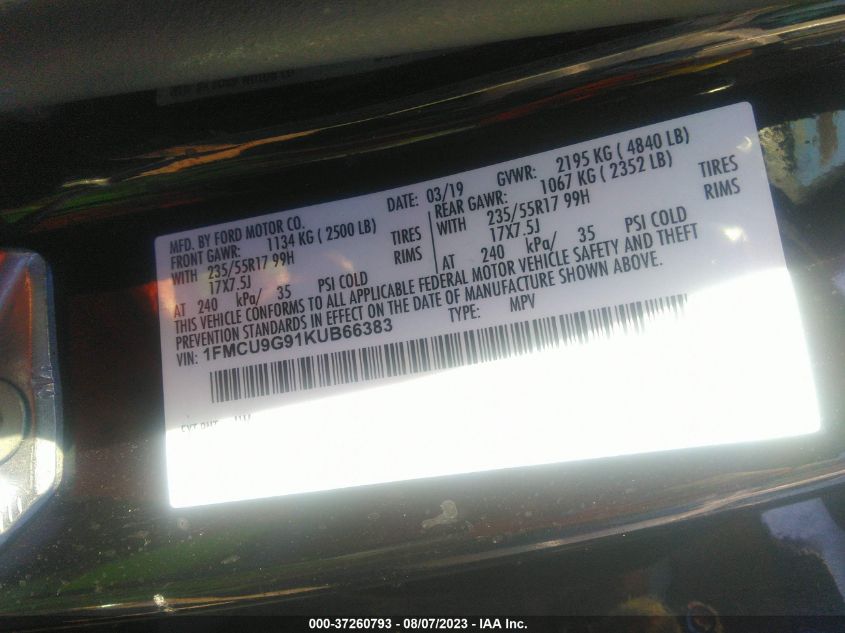 MFD. BY FORD MOTOR CO. DATE: 03/19 GVWR: 2195 KG ( 4840 LB)
FRONT GAWR: 1134 KG ( 2500 LB) REAR GAWR: 1067 KG ( 2352 LB)
WITH 235/55R17 99H TIRES WITH 235/55R17 99H TIRES
17X7.5J RIMS 17X7.5J RIMS
AT 240 kPa/ 35 PSI COLD AT 240 kPa/ 35 PSI COLD
THIS VEHICLE CONFORMS TO ALL APPLICABLE FEDERAL MOTOR VEHICLE SAFETY AND THEFT
PREVENTION STANDARDS IN EFFECT ON THE DATE OF MANUFACTURE SHOWN ABOVE.
VIN: 1FMCU9G91KUB66383 TYPE: MPV
EXT PNT
000-37260793 - 08/07/2023 - IAA Inc.